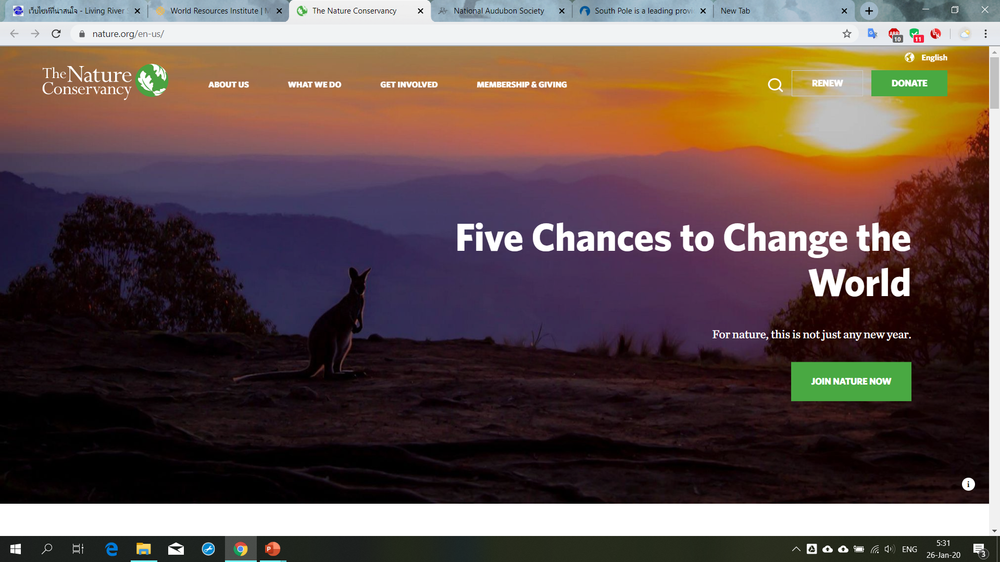 เว็บไซท์ที่น่าสนใจ - Living River
World Resources Institute |
The Nature Conservancy
National Audubon Society
South Pole is a leading
New Tab
nature.org/en-us/
10
11
English
The Nature
Conservancy
ABOUT US
WHAT WE DO
GET INVOLVED
MEMBERSHIP & GIVING
RENEW
DONATE
Five Chances to Change the
World
For nature, this is not just any new year.
JOIN NATURE NOW
i
ENG
5:31
26-Jan-20
3